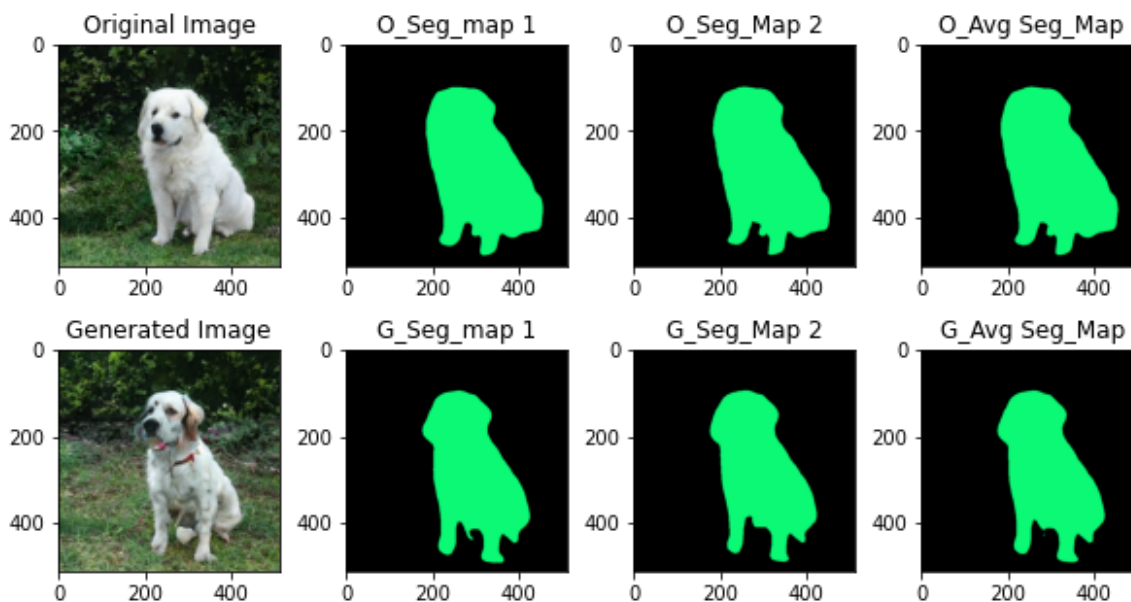 Original Image O_Seg_map 1 O_Seg_Map 2 O_Avg Seg_Map
0 0 0 0
200 200 200 200
400 400 400 400
0 200 400 0 200 400 0 200 400 0 200 400
Generated Image G_Seg_map 1 G_Seg_Map 2 G_Avg Seg_Map
0 0 0 0
200 200 200 200
400 400 400 400
0 200 400 0 200 400 0 200 400 0 200 400